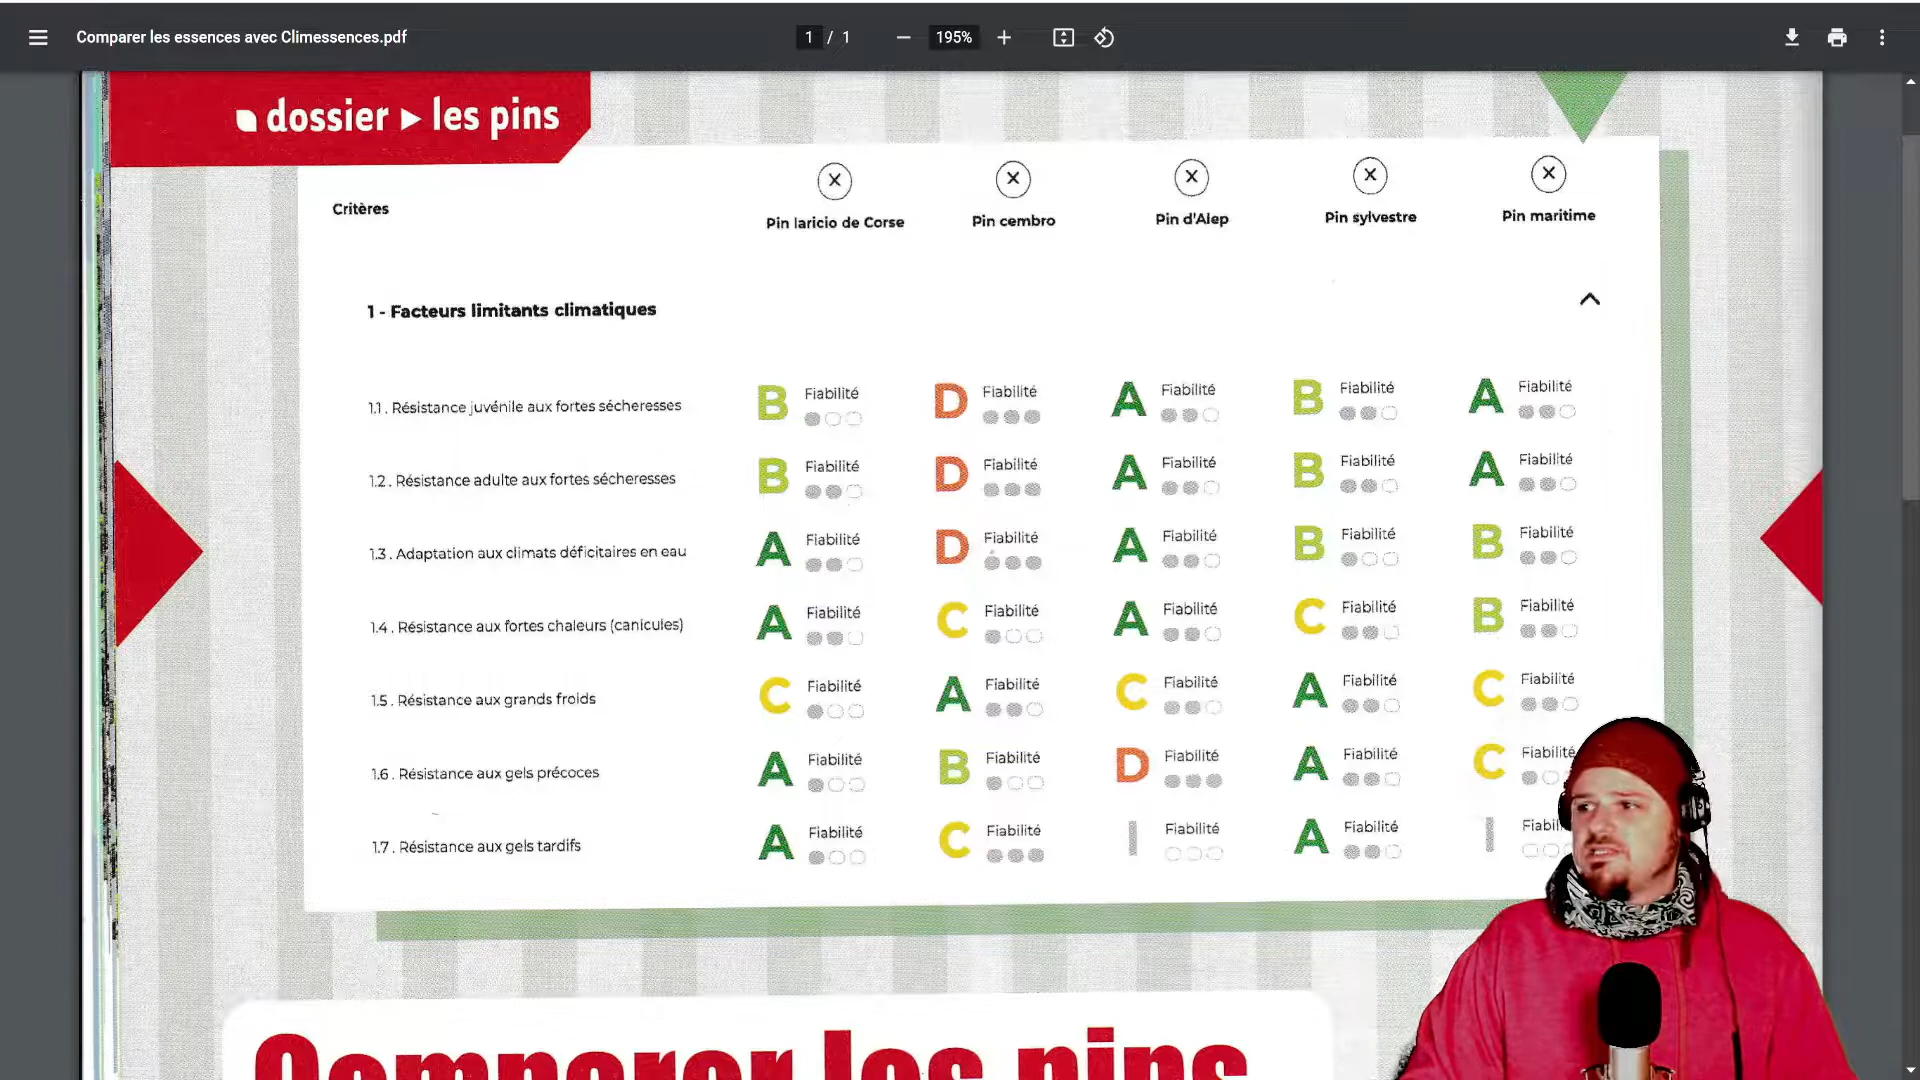 Comparer les essences avec Climessences.pdf
1 / 1
195%
dossier ▸ les pins
Critères
Pin laricio de Corse
Pin cembro
Pin d'Alep
Pin sylvestre
Pin maritime
1 - Facteurs limitants climatiques
1.1 . Résistance juvénile aux fortes sécheresses B Fiabilité D Fiabilité A Fiabilité B Fiabilité A Fiabilité
1.2 . Résistance adulte aux fortes sécheresses B Fiabilité D Fiabilité A Fiabilité B Fiabilité A Fiabilité
1.3 . Adaptation aux climats déficitaires en eau A Fiabilité D Fiabilité A Fiabilité B Fiabilité B Fiabilité
1.4 . Résistance aux fortes chaleurs (canicules) A Fiabilité C Fiabilité A Fiabilité C Fiabilité B Fiabilité
1.5 . Résistance aux grands froids C Fiabilité A Fiabilité C Fiabilité A Fiabilité C Fiabilité
1.6 . Résistance aux gels précoces A Fiabilité B Fiabilité D Fiabilité A Fiabilité C Fiabilité
1.7 . Résistance aux gels tardifs A Fiabilité C Fiabilité I Fiabilité A Fiabilité I
Comparer les pins